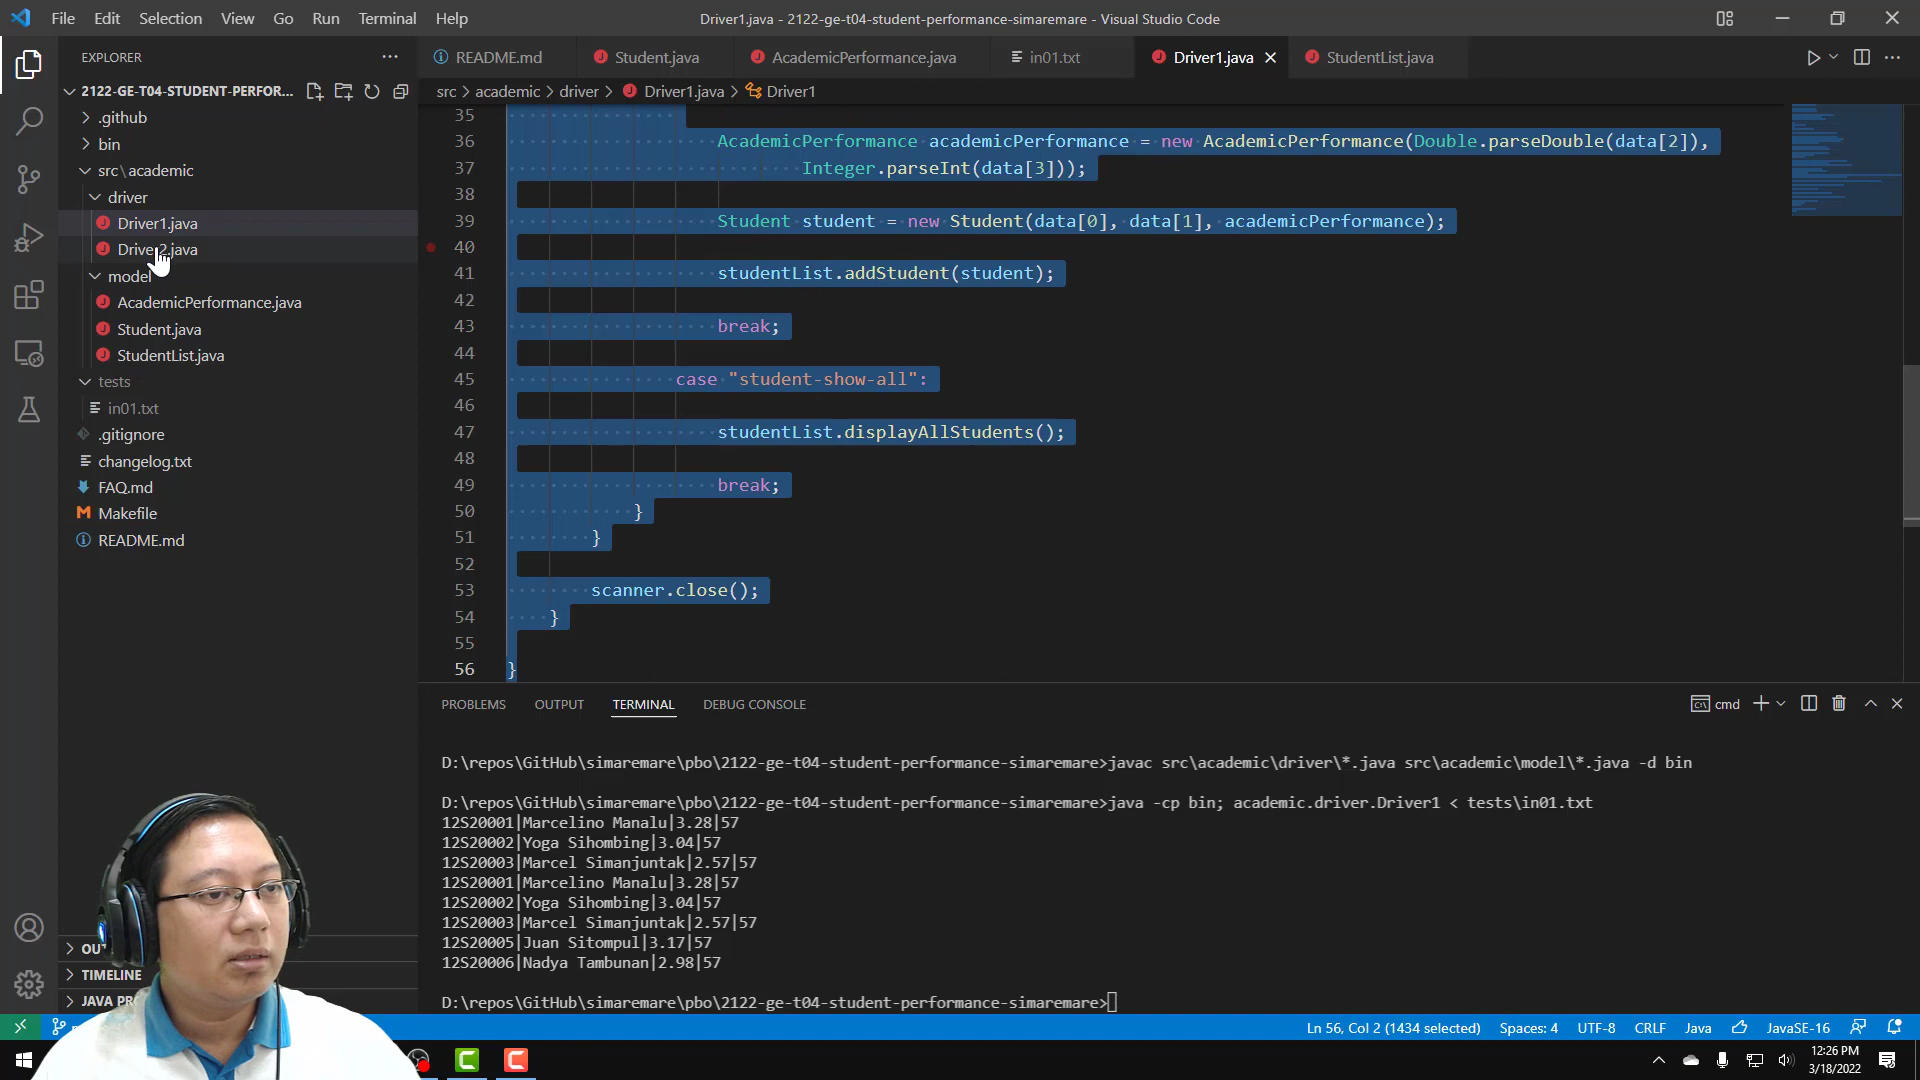 File Edit Selection View Go Run Terminal Help
Driver1.java - 2122-ge-t04-student-performance-simaremare - Visual Studio Code
EXPLORER
2122-GE-T04-STUDENT-PERFOR...
.github
bin
src\academic
driver
Driver1.java
Driver2.java
model
AcademicPerformance.java
Student.java
StudentList.java
tests
in01.txt
.gitignore
changelog.txt
FAQ.md
Makefile
README.md
TIMELINE
README.md Student.java AcademicPerformance.java in01.txt Driver1.java StudentList.java
src > academic > driver > Driver1.java > Driver1
35
36 AcademicPerformance academicPerformance = new AcademicPerformance(Double.parseDouble(data[2]),
37 Integer.parseInt(data[3]));
38
39 Student student = new Student(data[0], data[1], academicPerformance);
40
41 studentList.addStudent(student);
42
43 break;
44
45 case "student-show-all":
46
47 studentList.displayAllStudents();
48
49 break;
50 }
51 }
52
53 scanner.close();
54 }
55
56 }
PROBLEMS OUTPUT TERMINAL DEBUG CONSOLE
cmd
D:\repos\GitHub\simaremare\pbo\2122-ge-t04-student-performance-simaremare>javac src\academic\driver\*.java src\academic\model\*.java -d bin
D:\repos\GitHub\simaremare\pbo\2122-ge-t04-student-performance-simaremare>java -cp bin; academic.driver.Driver1 < tests\in01.txt
12S20001|Marcelino Manalu|3.28|57
12S20002|Yoga Sihombing|3.04|57
12S20003|Marcel Simanjuntak|2.57|57
12S20001|Marcelino Manalu|3.28|57
12S20002|Yoga Sihombing|3.04|57
12S20003|Marcel Simanjuntak|2.57|57
12S20005|Juan Sitompul|3.17|57
12S20006|Nadya Tambunan|2.98|57
D:\repos\GitHub\simaremare\pbo\2122-ge-t04-student-performance-simaremare>
Ln 56, Col 2 (1434 selected) Spaces: 4 UTF-8 CRLF Java JavaSE-16
12:26 PM
3/18/2022